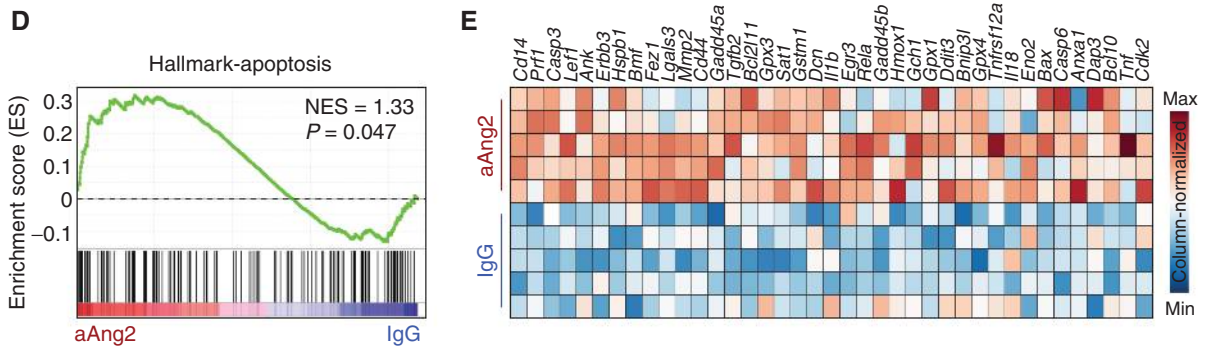 D
Hallmark-apoptosis
Enrichment score (ES)
0.3
0.2
0.1
0
−0.1
NES = 1.33
P = 0.047
aAng2
IgG
E
Cd14
Prf1
Casp3
Lef1
Ank
Erbb3
Hspb1
Bmf
Fez1
Lgals3
Mmp2
Cd44
Gadd45a
Tgfb2
Bcl2l11
Gpx3
Sat1
Gstm1
Dcn
Il1b
Egr3
Rela
Gadd45b
Hmox1
Gch1
Gpx1
Ddit3
Bnip3l
Gpx4
Tnfrsf12a
Il18
Eno2
Bax
Casp6
Anxa1
Dap3
Bcl10
Tnf
Cdk2
aAng2
IgG
Max
Column-normalized
Min